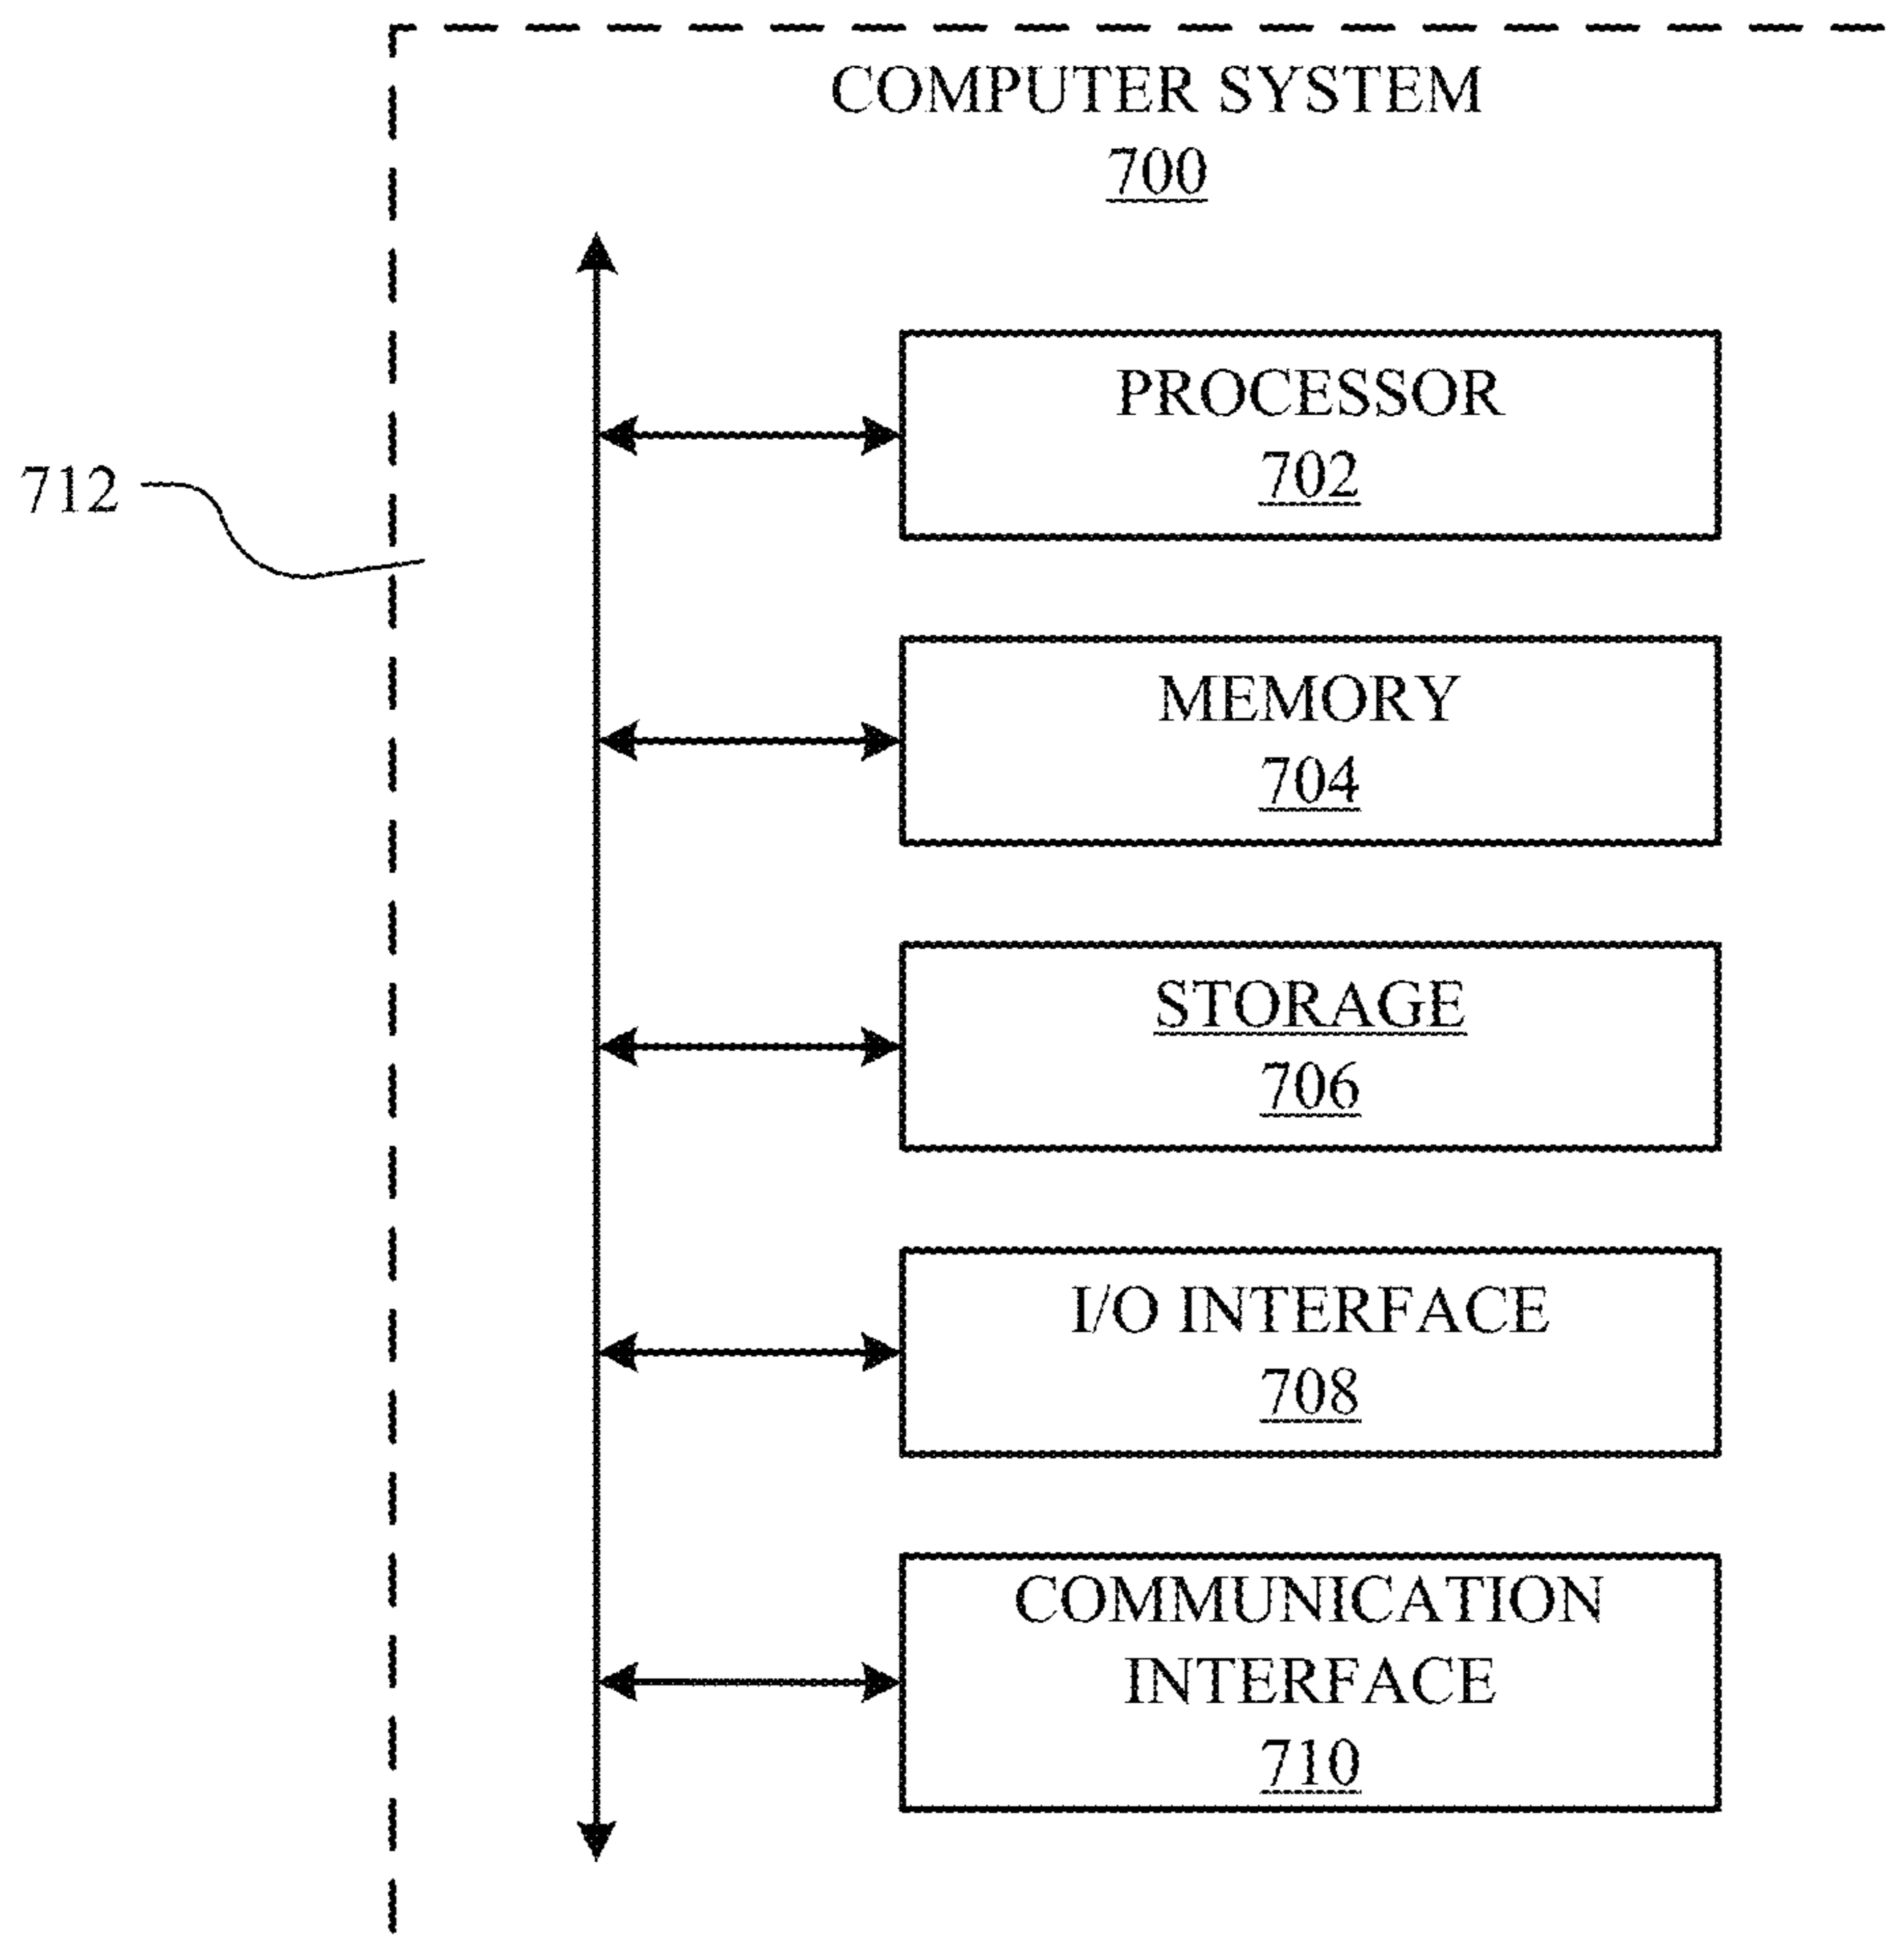 COMPUTER SYSTEM
700
PROCESSOR
702
712
MEMORY
704
STORAGE
706
I/O INTERFACE
708
COMMUNICATION
INTERFACE
710